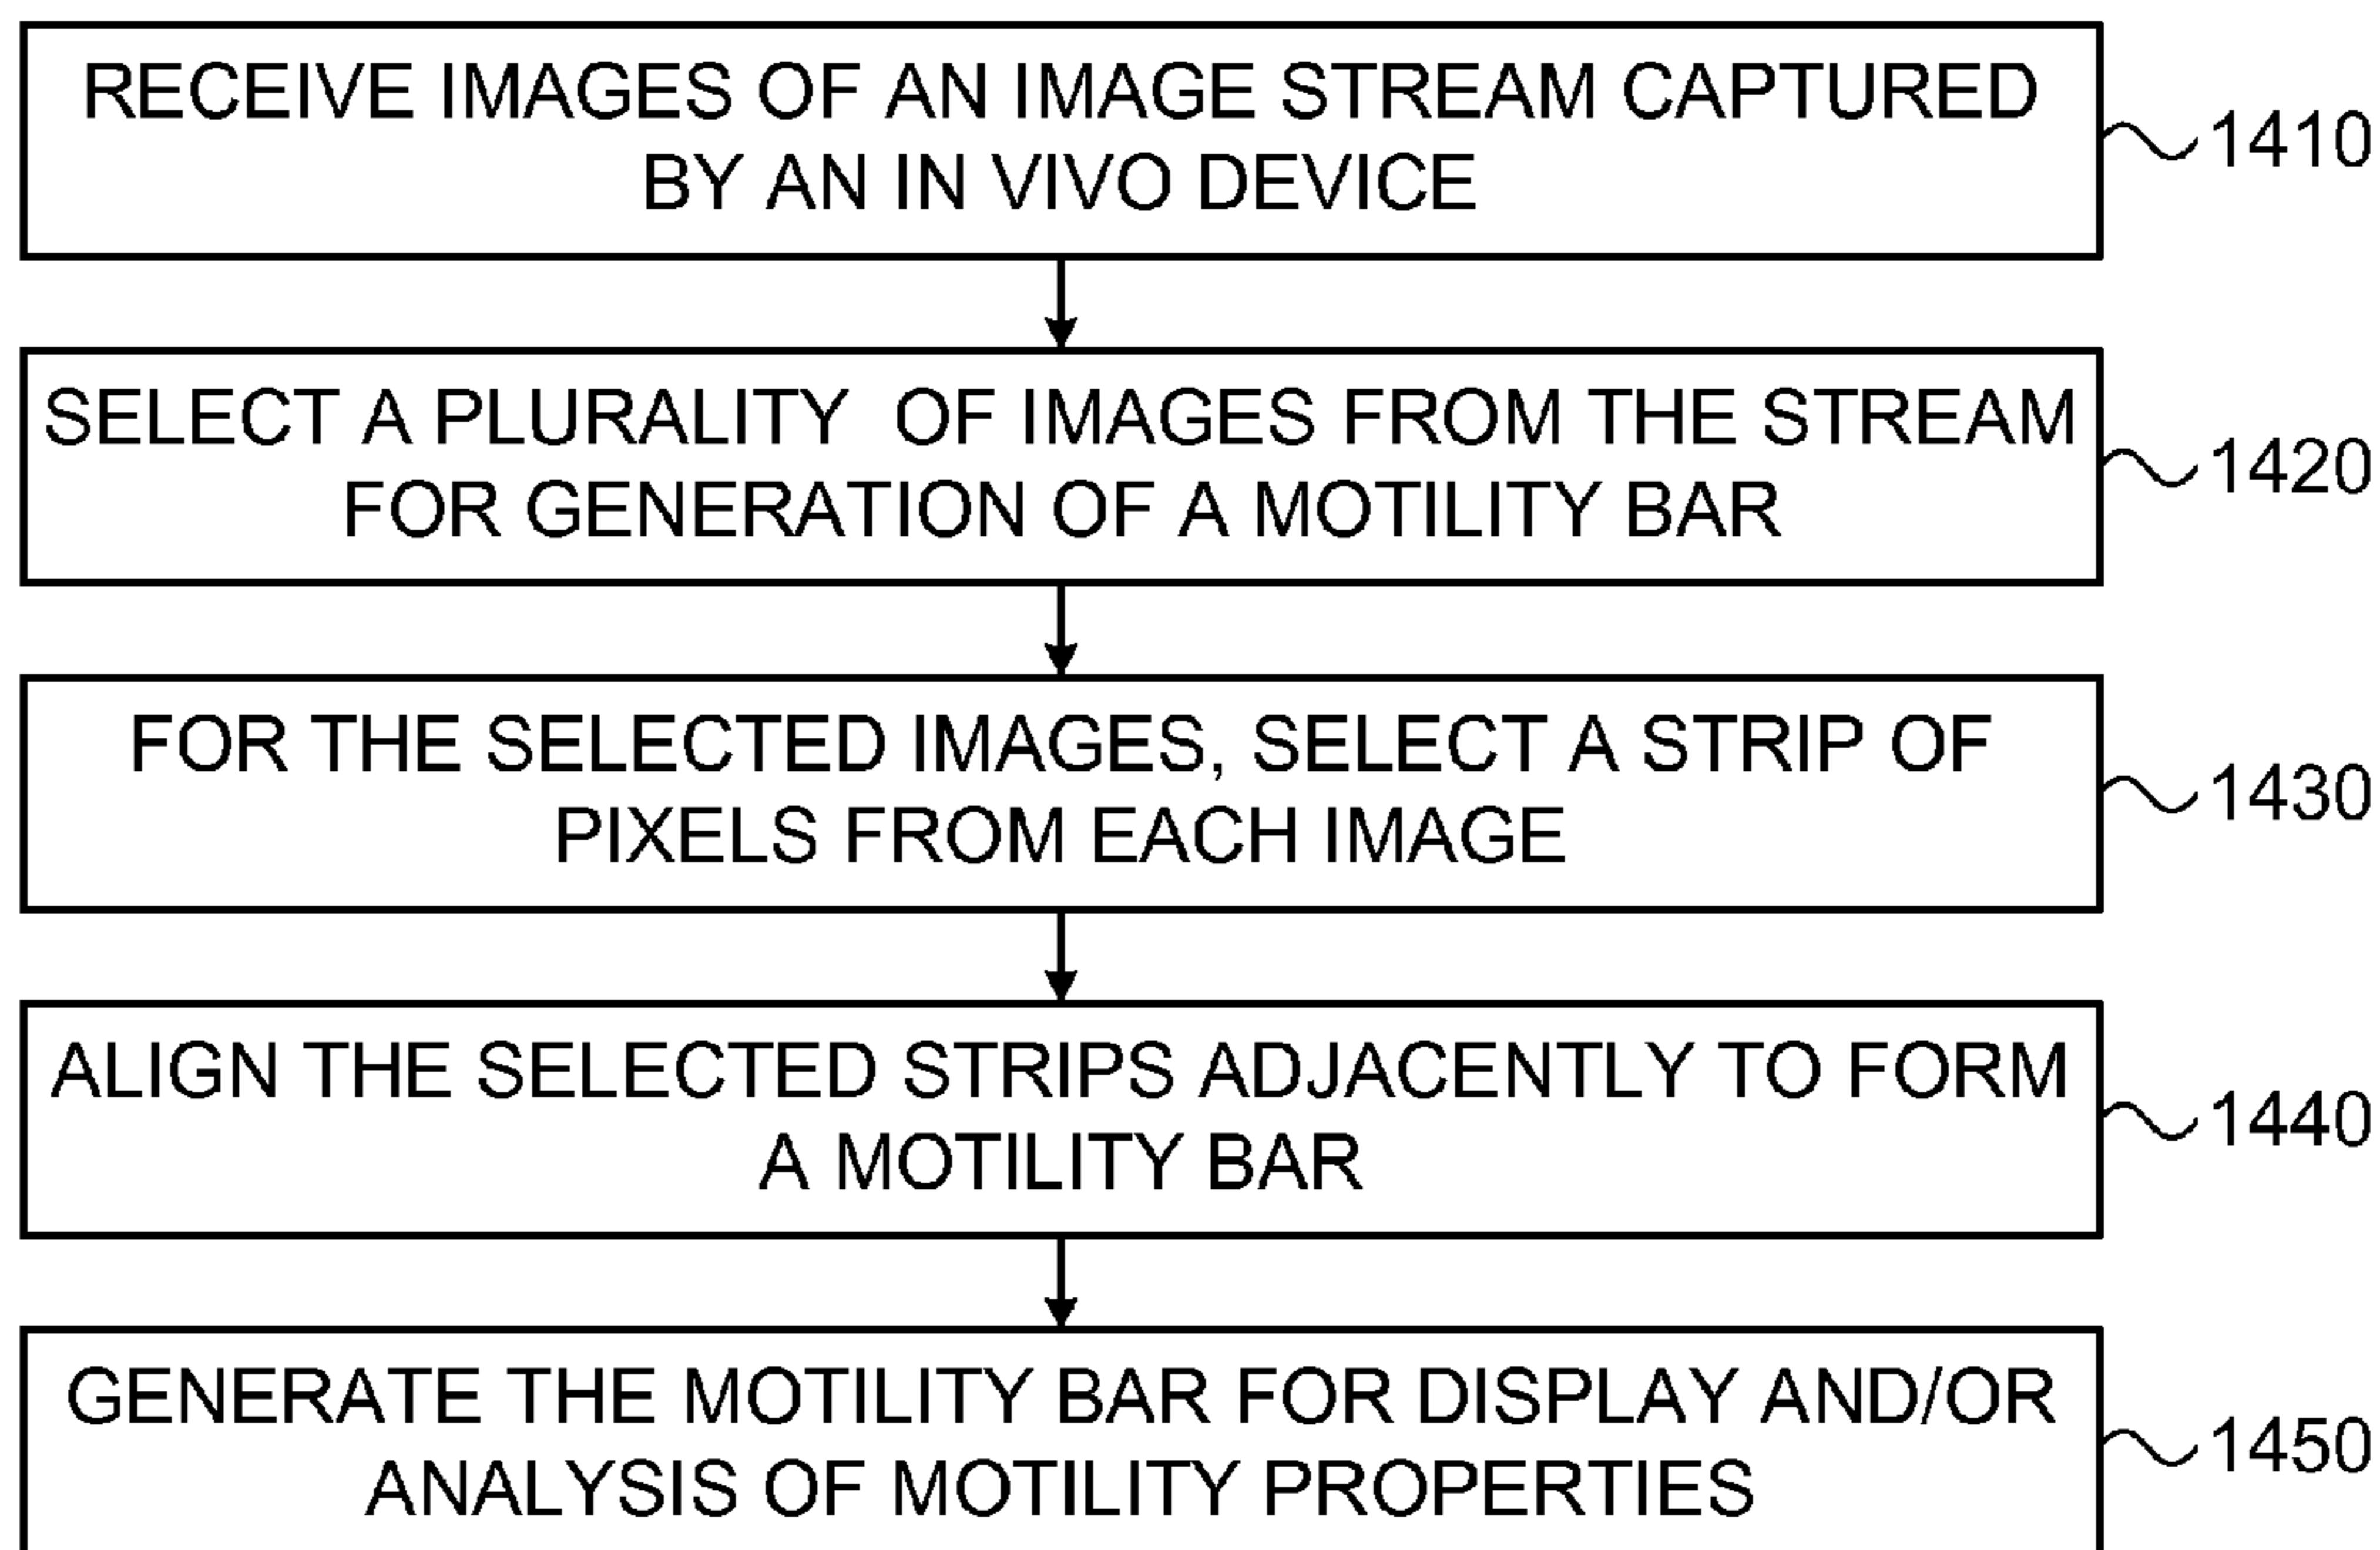 RECEIVE IMAGES OF AN IMAGE STREAM CAPTURED
BY AN IN VIVO DEVICE
1410
SELECT A PLURALITY OF IMAGES FROM THE STREAM
FOR GENERATION OF A MOTILITY BAR
1420
FOR THE SELECTED IMAGES, SELECT A STRIP OF
PIXELS FROM EACH IMAGE
1430
ALIGN THE SELECTED STRIPS ADJACENTLY TO FORM
A MOTILITY BAR
1440
GENERATE THE MOTILITY BAR FOR DISPLAY AND/OR
ANALYSIS OF MOTILITY PROPERTIES
1450